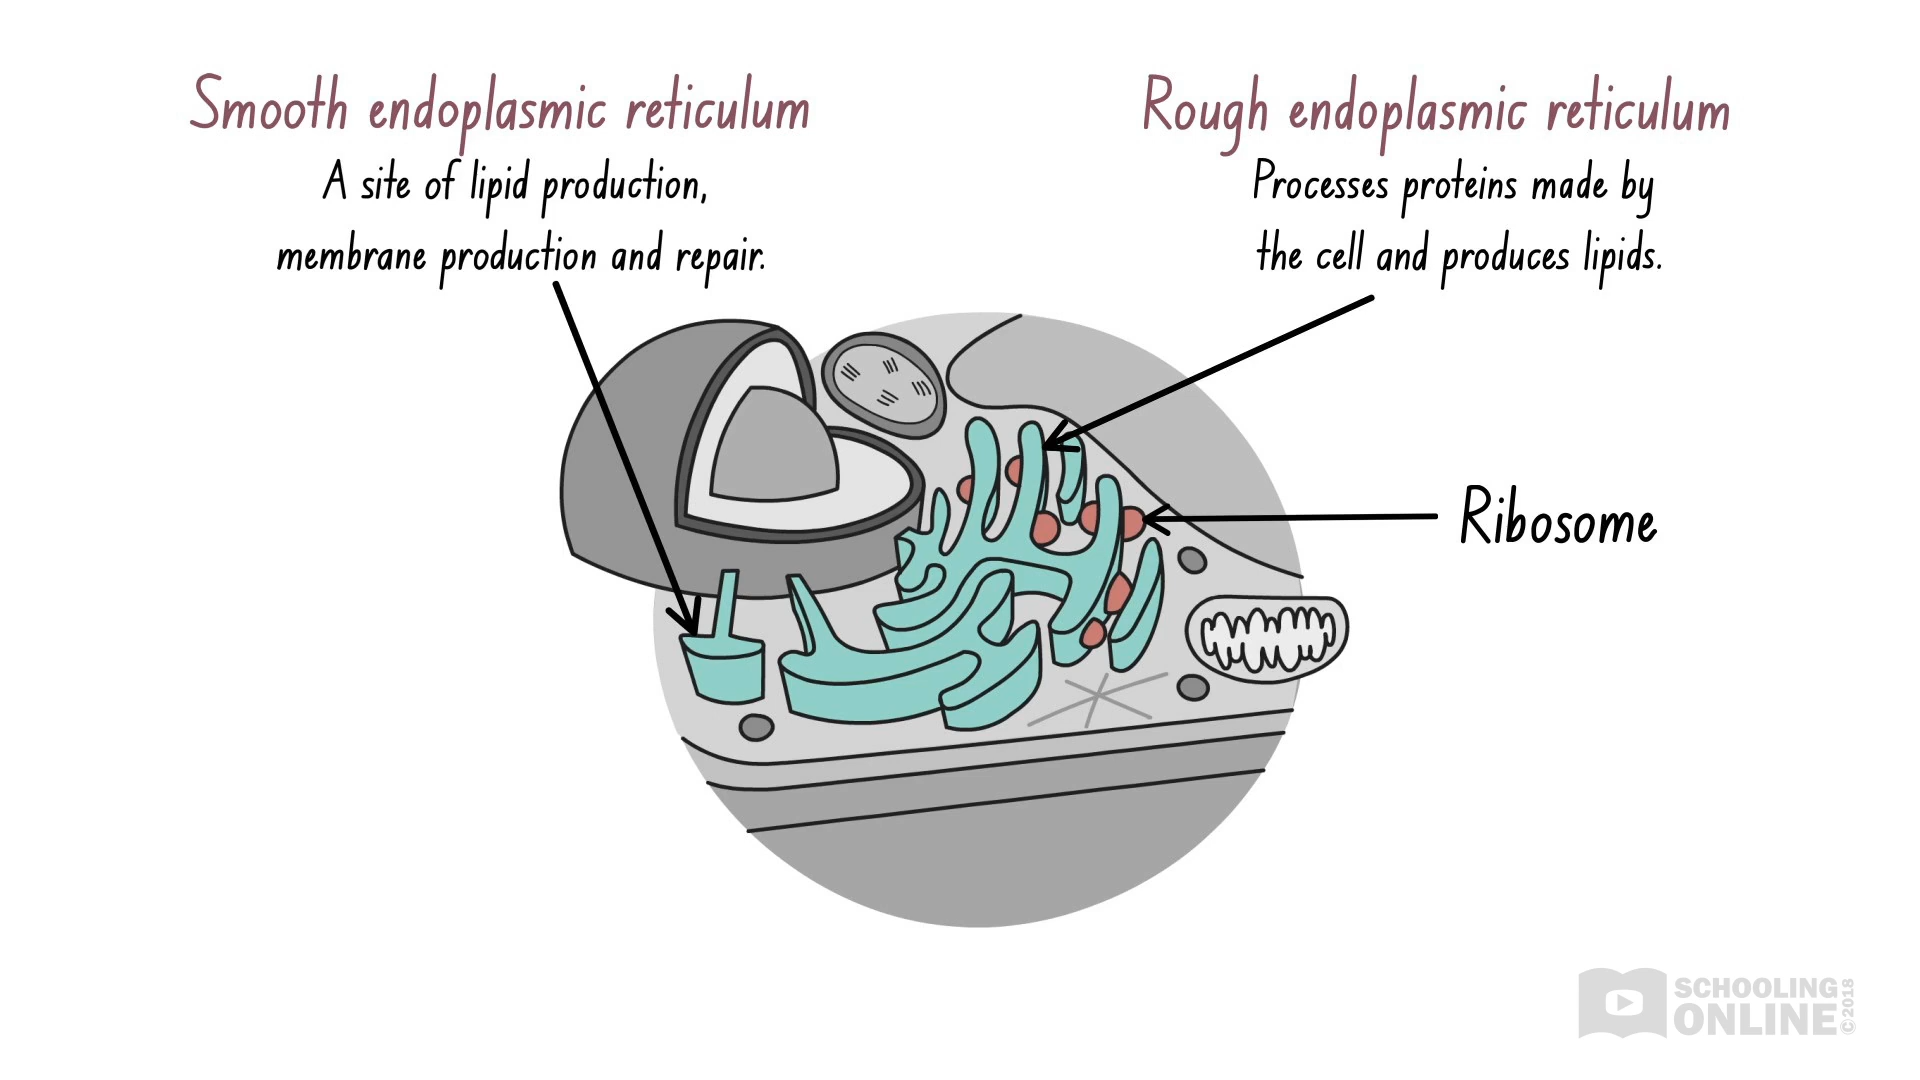 Smooth endoplasmic reticulum
A site of lipid production,
membrane production and repair.
Rough endoplasmic reticulum
Processes proteins made by
the cell and produces lipids.
Ribosome
SCHOOLING
ONLINE
©2018